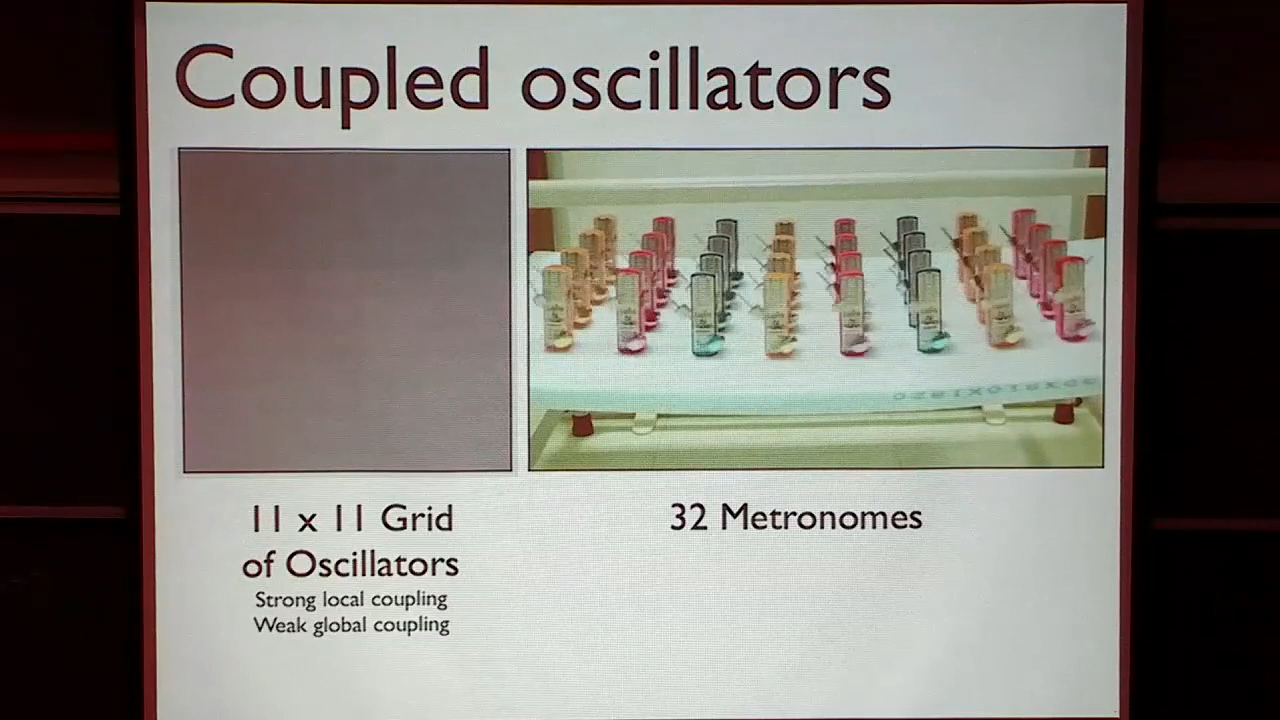 Coupled oscillators
11 x 11 Grid
of Oscillators
Strong local coupling
Weak global coupling
32 Metronomes